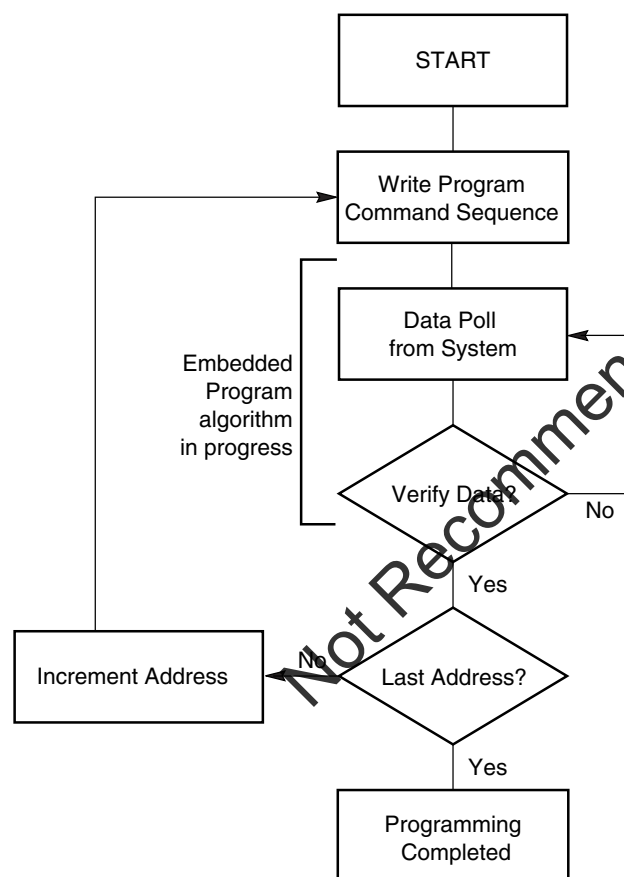 START
Write Program
Command Sequence
Data Poll
from System
Embedded
Program
algorithm
in progress
Verify Data?
No
Yes
Increment Address
No
Last Address?
Yes
Programming
Completed
Not